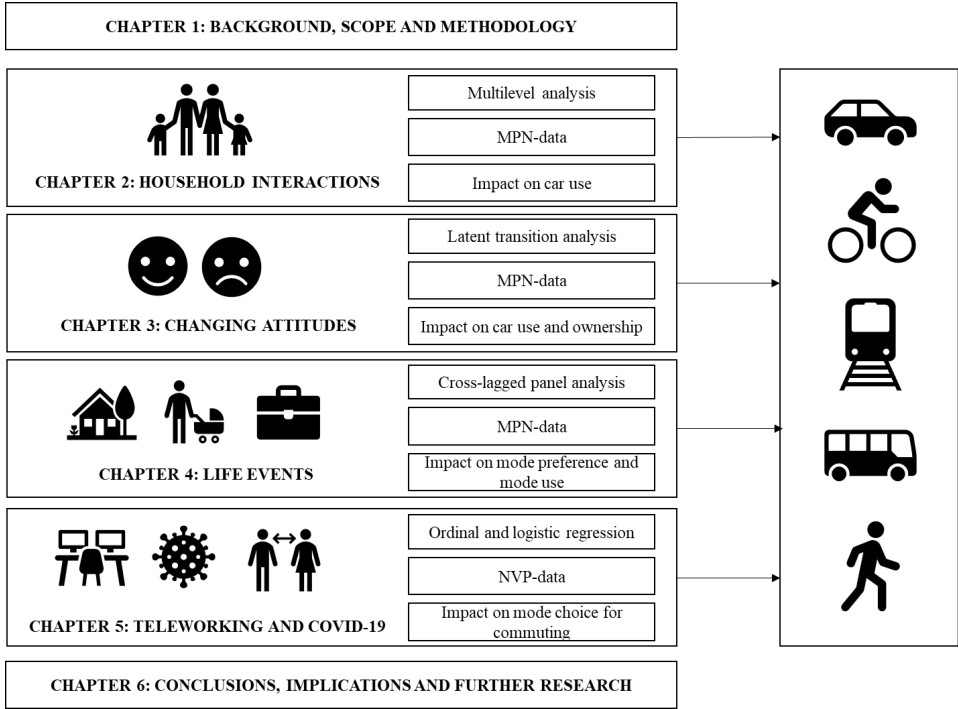 CHAPTER 1: BACKGROUND, SCOPE AND METHODOLOGY
Multilevel analysis
MPN-data
Impact on car use
CHAPTER 2: HOUSEHOLD INTERACTIONS
Latent transition analysis
MPN-data
Impact on car use and ownership
CHAPTER 3: CHANGING ATTITUDES
Cross-lagged panel analysis
MPN-data
Impact on mode preference and
mode use
CHAPTER 4: LIFE EVENTS
Ordinal and logistic regression
NVP-data
Impact on mode choice for
commuting
CHAPTER 5: TELEWORKING AND COVID-19
CHAPTER 6: CONCLUSIONS, IMPLICATIONS AND FURTHER RESEARCH